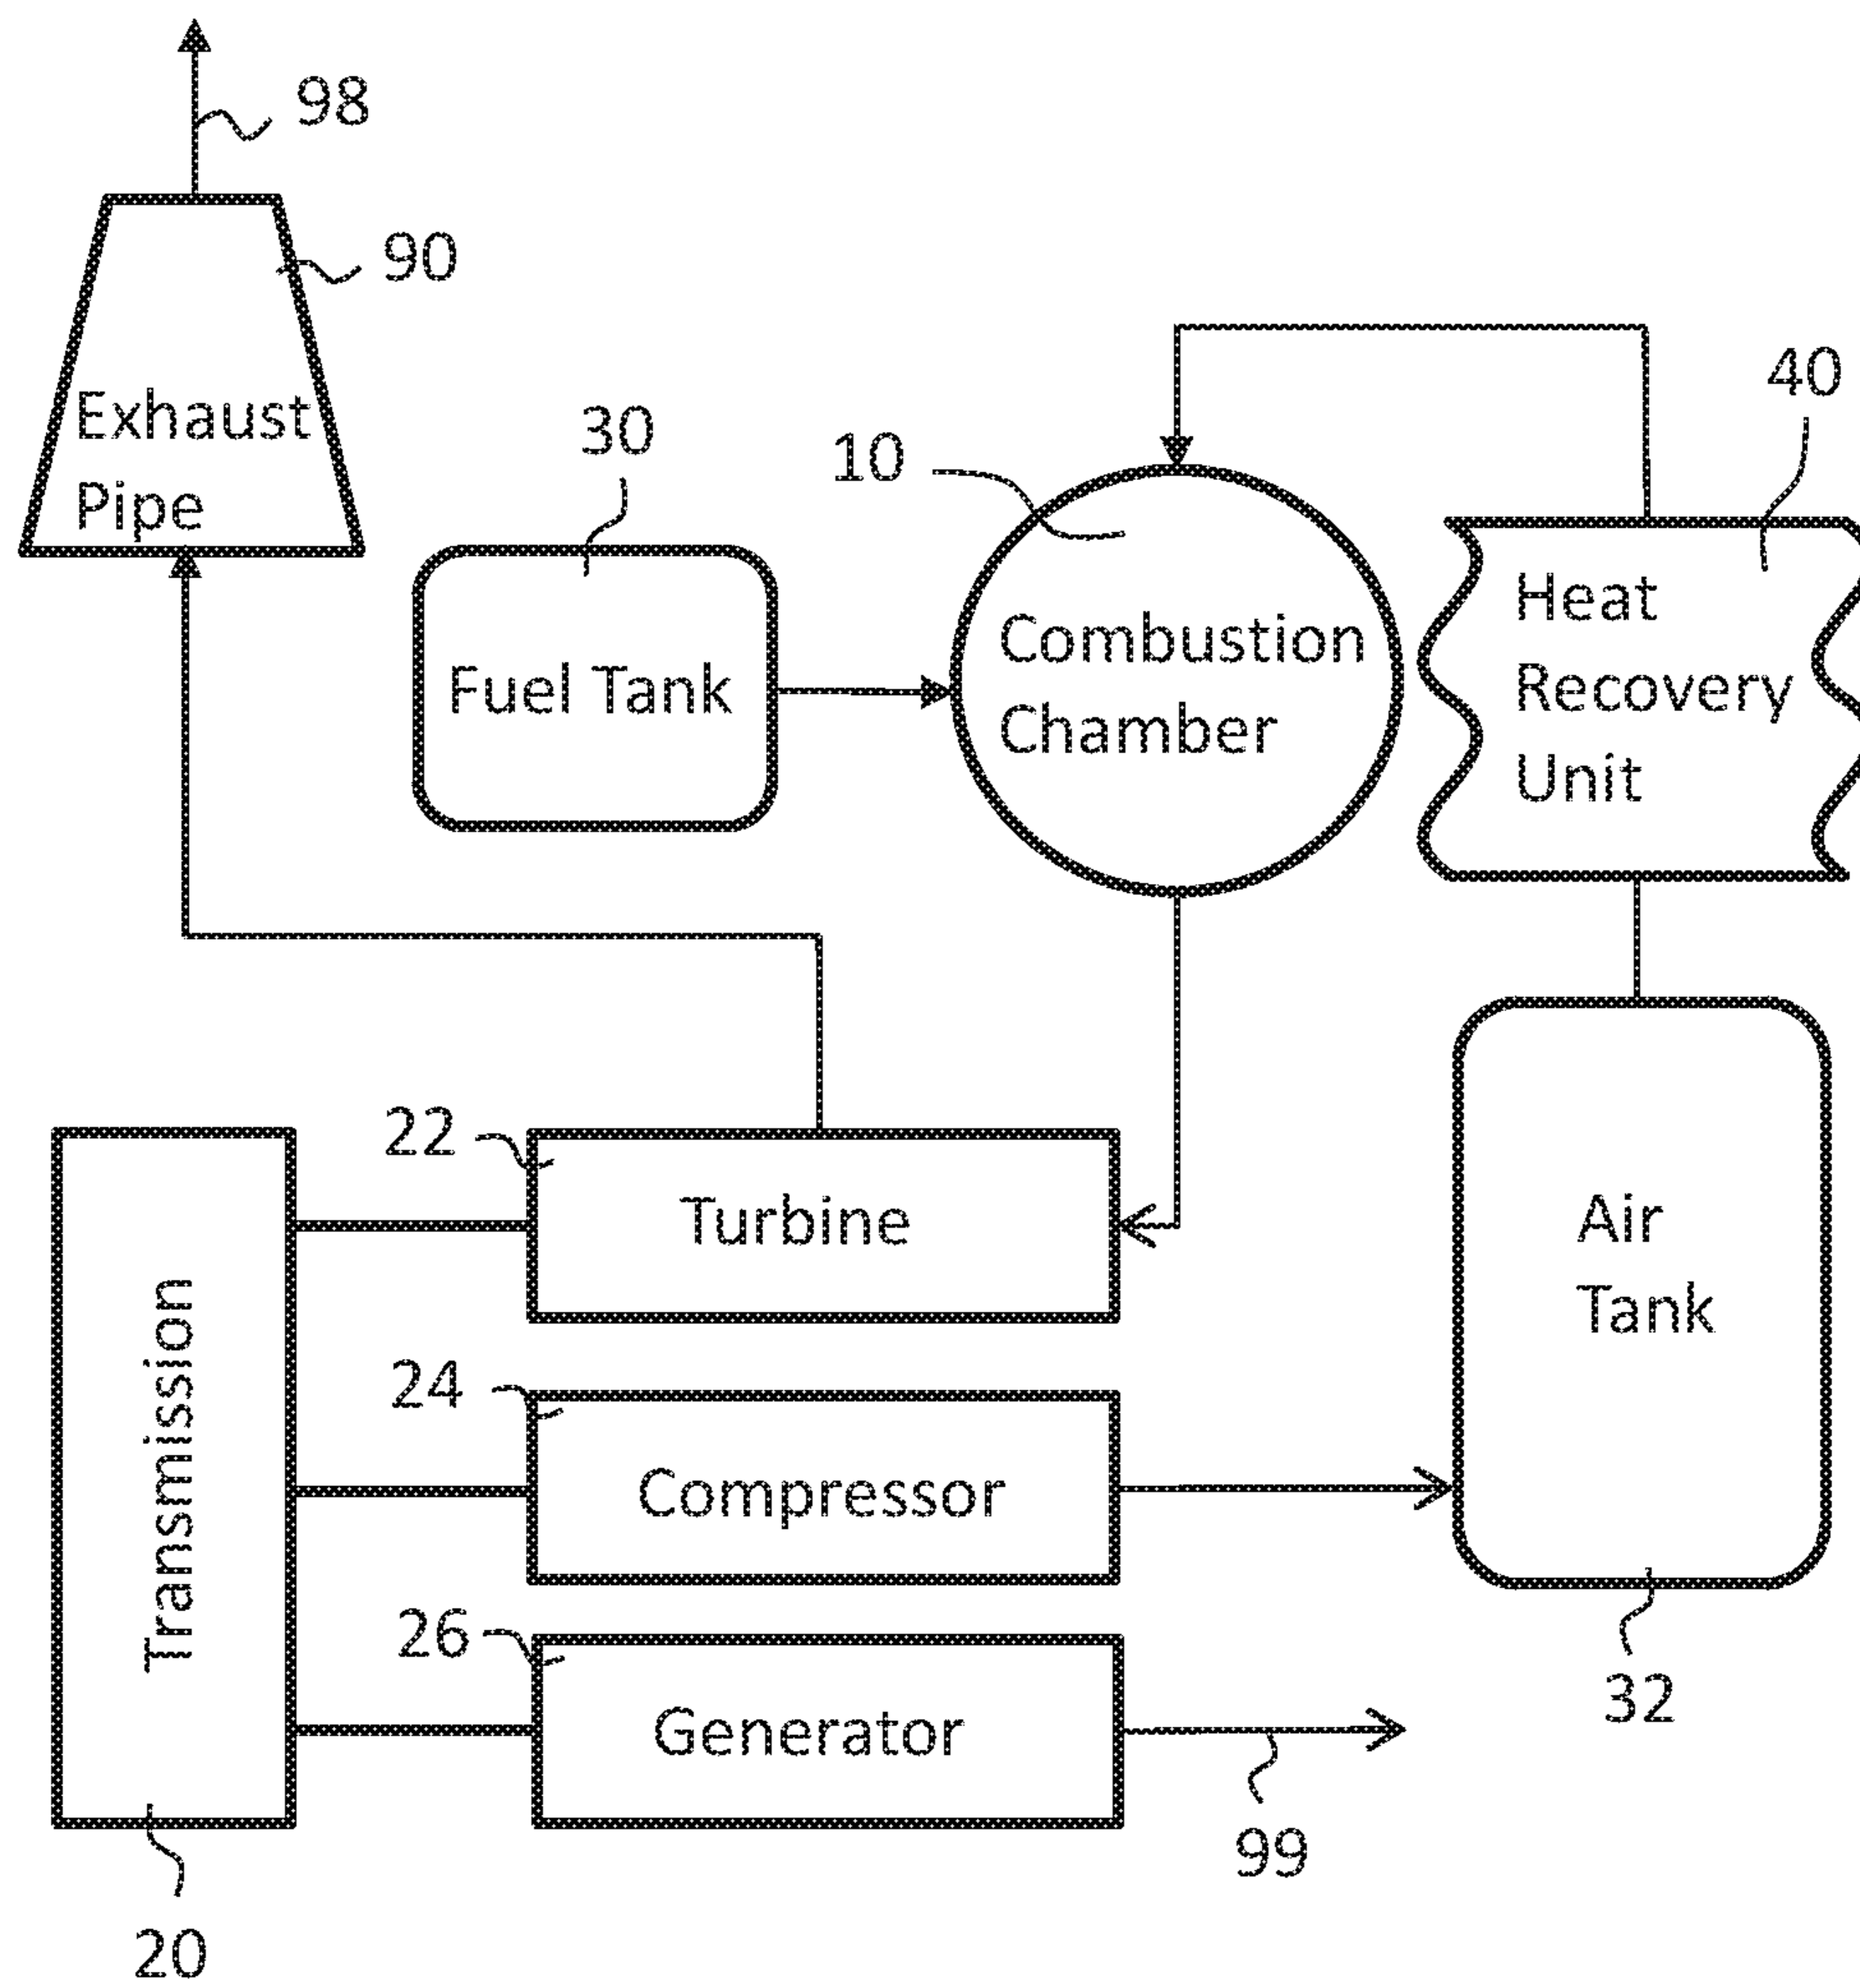 98
90
Exhaust
Pipe
30
Fuel Tank
10
Combustion
Chamber
40
Heat
Recovery
Unit
22
Turbine
Air
Tank
Transmission
24
Compressor
26
Generator
32
99
20